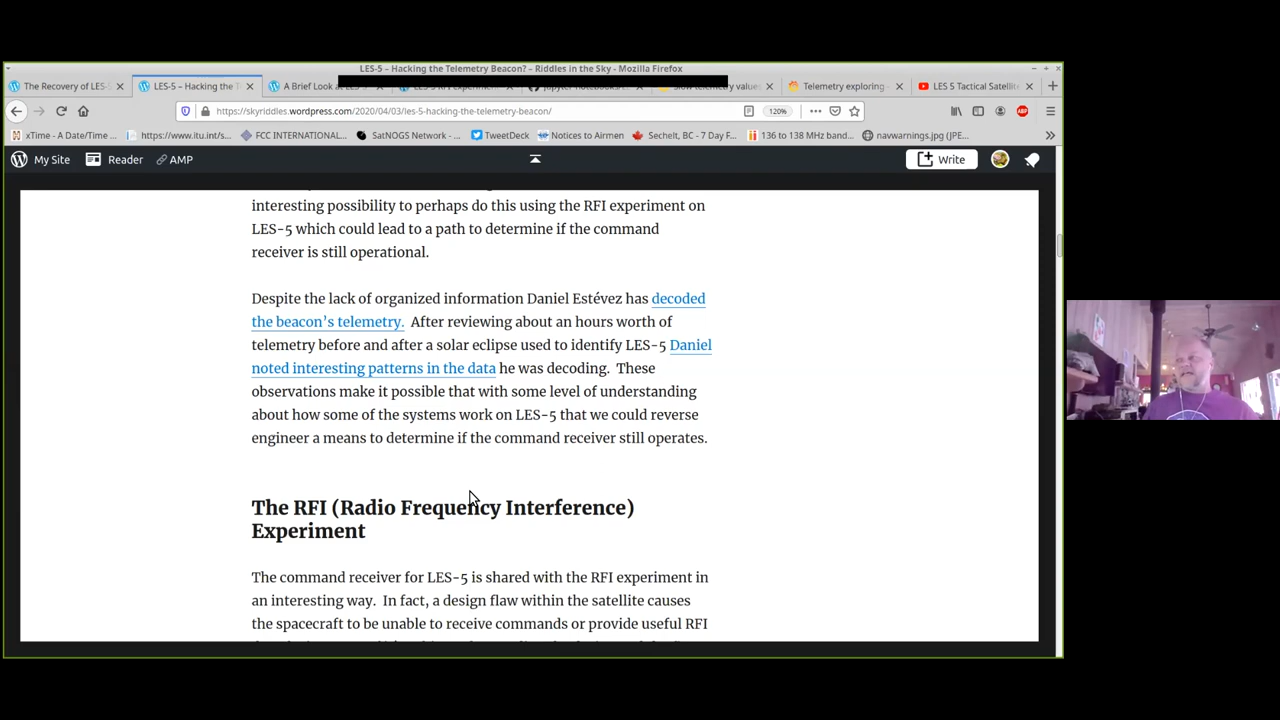 LES-5 – Hacking the Telemetry Beacon? – Riddles in the Sky - Mozilla Firefox
The Recovery of LES-
LES-5 – Hacking the T
A Brief Look at LES
Telemetry exploring -
LES 5 Tactical Satellit
https://skyriddles.wordpress.com/2020/04/03/les-5-hacking-the-telemetry-beacon/
120%
xTime - A Date/Time ...
https://www.itu.int/s...
FCC INTERNATIONAL...
SatNOGS Network - ...
TweetDeck
Notices to Airmen
Sechelt, BC - 7 Day F...
136 to 138 MHz band...
navwarnings.jpg (JPE...
My Site
Reader
AMP
Write
interesting possibility to perhaps do this using the RFI experiment on
LES-5 which could lead to a path to determine if the command
receiver is still operational.
Despite the lack of organized information Daniel Estévez has decoded
the beacon's telemetry. After reviewing about an hours worth of
telemetry before and after a solar eclipse used to identify LES-5 Daniel
noted interesting patterns in the data he was decoding. These
observations make it possible that with some level of understanding
about how some of the systems work on LES-5 that we could reverse
engineer a means to determine if the command receiver still operates.
The RFI (Radio Frequency Interference)
Experiment
The command receiver for LES-5 is shared with the RFI experiment in
an interesting way. In fact, a design flaw within the satellite causes
the spacecraft to be unable to receive commands or provide useful RFI